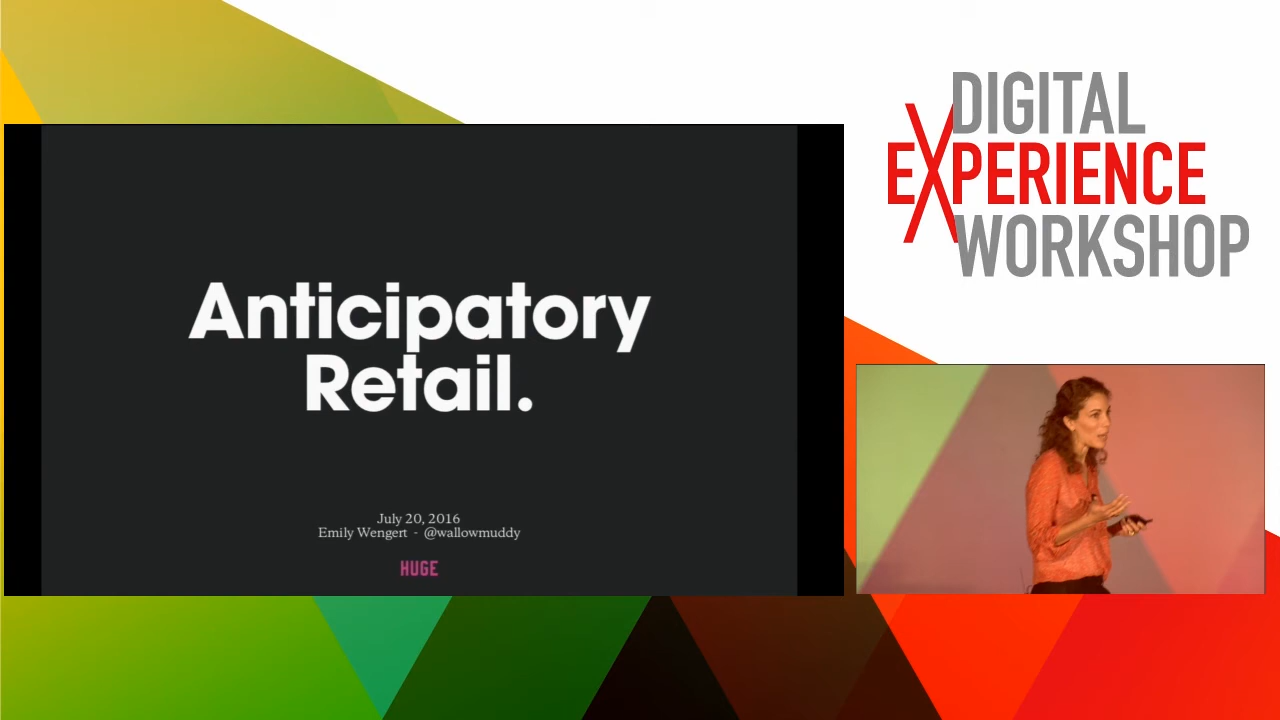 DIGITAL
EXPERIENCE
WORKSHOP
Anticipatory
Retail.
July 20, 2016
Emily Wengert - @wallowmuddy
HUGE